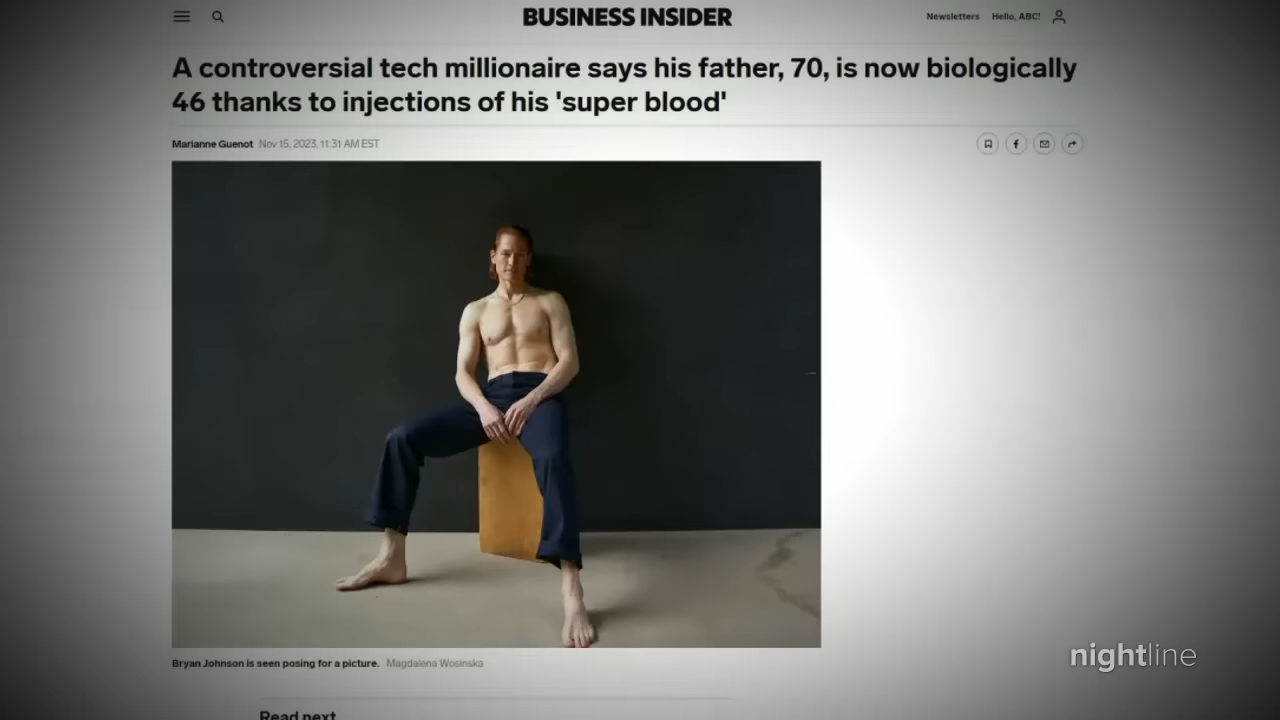 BUSINESS INSIDER
Newsletters Hello, ABC!
A controversial tech millionaire says his father, 70, is now biologically
46 thanks to injections of his 'super blood'
Marianne Guenot Nov 15, 2023, 11:31 AM EST
Bryan Johnson is seen posing for a picture. Magdalena Wosinska
nightline
Read next